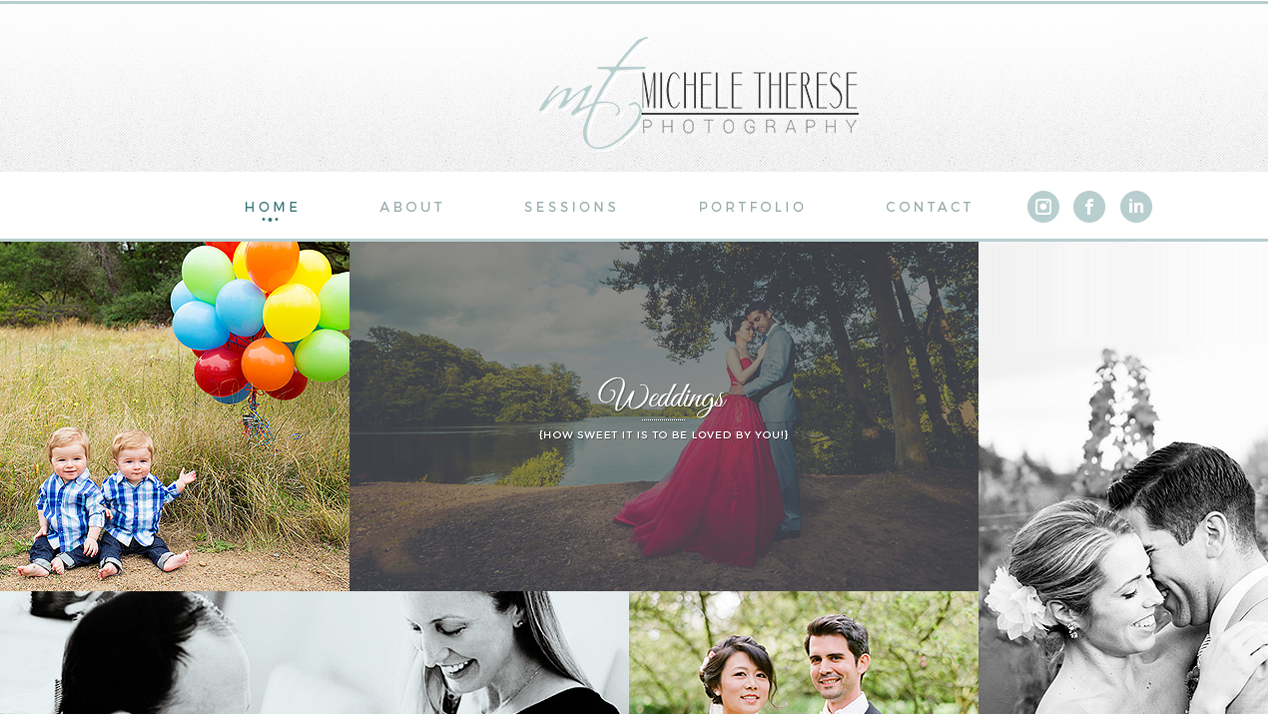 mt MICHELE THERESE
PHOTOGRAPHY
HOME ABOUT SESSIONS PORTFOLIO CONTACT f in
Weddings
{HOW SWEET IT IS TO BE LOVED BY YOU!}